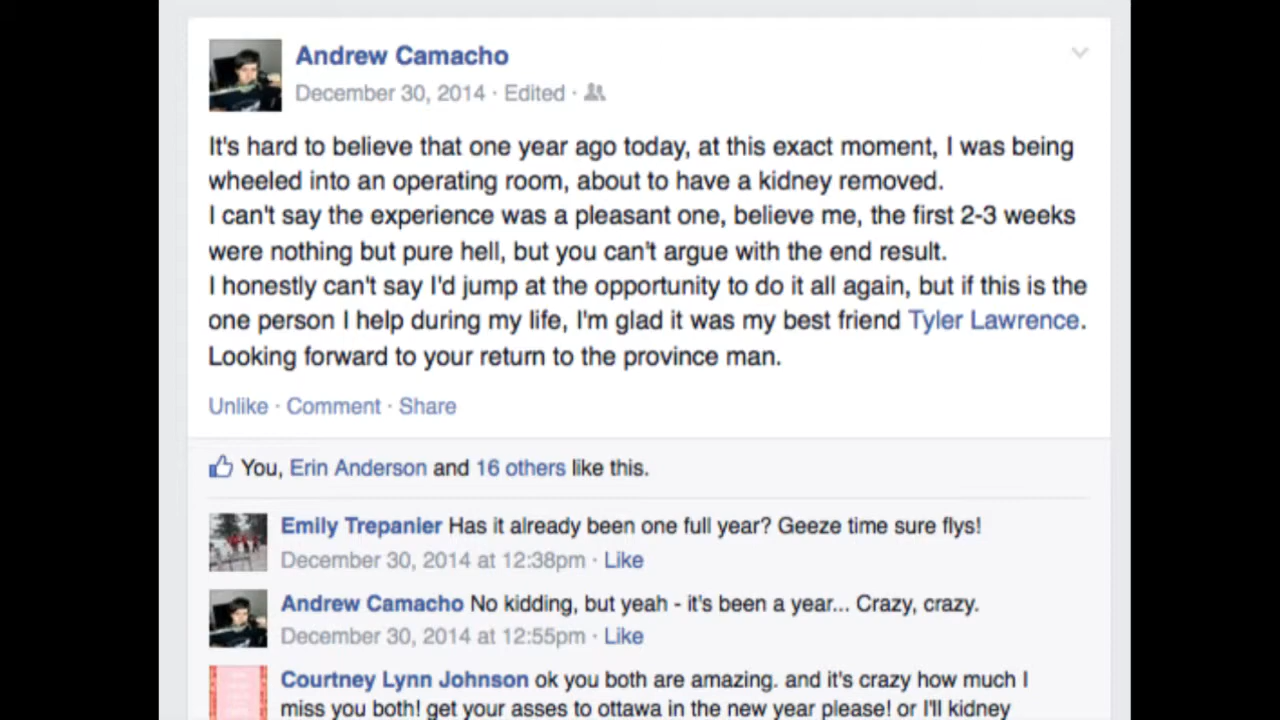 Andrew Camacho
December 30, 2014 · Edited ·
It's hard to believe that one year ago today, at this exact moment, I was being
wheeled into an operating room, about to have a kidney removed.
I can't say the experience was a pleasant one, believe me, the first 2-3 weeks
were nothing but pure hell, but you can't argue with the end result.
I honestly can't say I'd jump at the opportunity to do it all again, but if this is the
one person I help during my life, I'm glad it was my best friend Tyler Lawrence.
Looking forward to your return to the province man.
Unlike · Comment · Share
You, Erin Anderson and 16 others like this.
Emily Trepanier Has it already been one full year? Geeze time sure flys!
December 30, 2014 at 12:38pm · Like
Andrew Camacho No kidding, but yeah - it's been a year... Crazy, crazy.
December 30, 2014 at 12:55pm · Like
Courtney Lynn Johnson ok you both are amazing. and it's crazy how much I
miss you both! get your asses to ottawa in the new year please! or I'll kidney